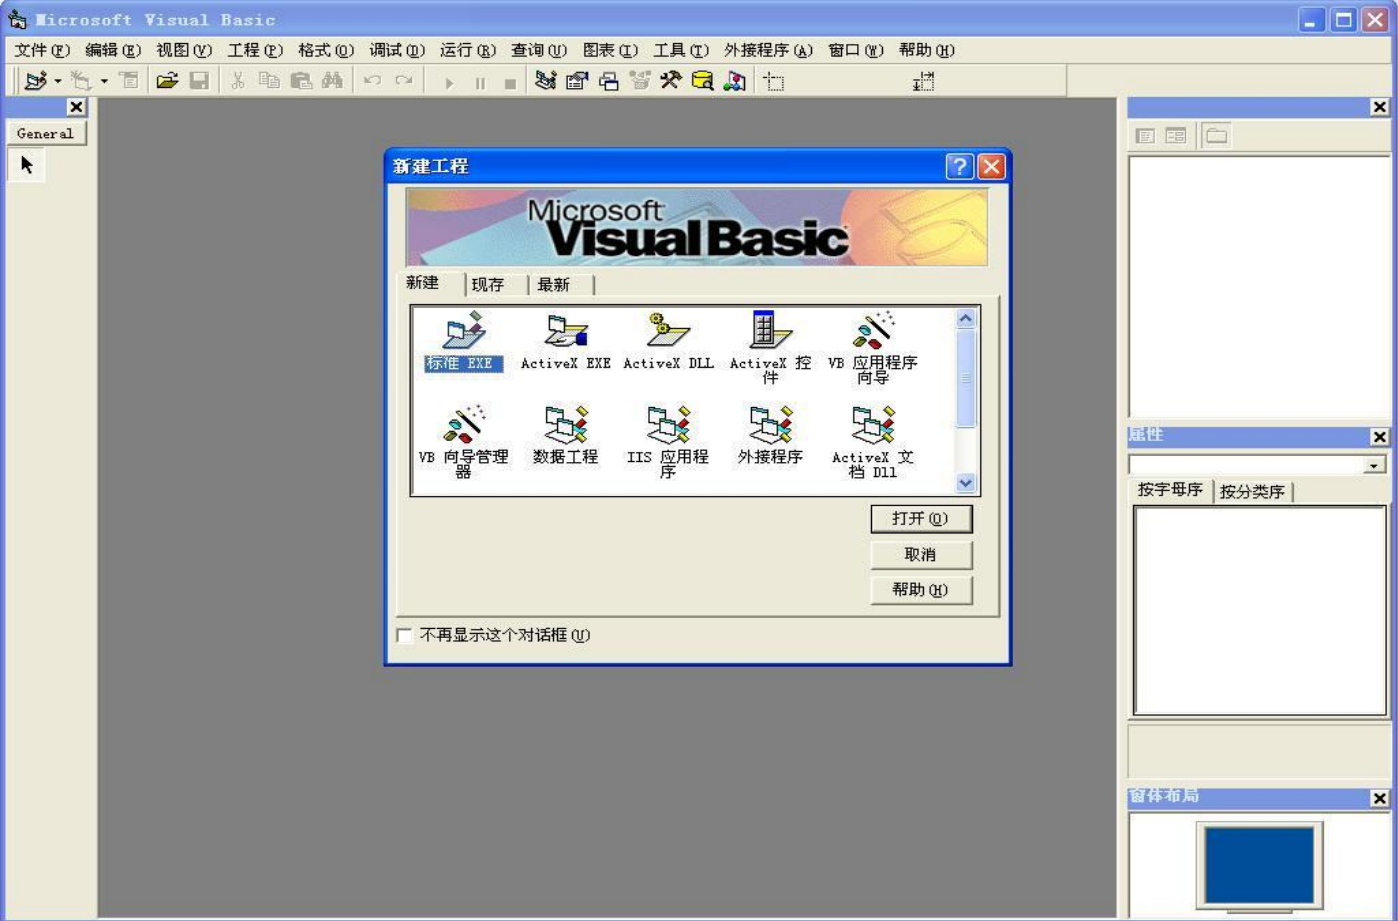 Microsoft Visual Basic
文件(F) 编辑(E) 视图(V) 工程(P) 格式(O) 调试(D) 运行(R) 查询(U) 图表(I) 工具(T) 外接程序(A) 窗口(W) 帮助(H)
General
新建工程
Microsoft
Visual Basic
新建 现存 最新
标准 EXE ActiveX EXE ActiveX DLL ActiveX 控
件 VB 应用程序
向导
VB 向导管理
器 数据工程 IIS 应用程
序 外接程序 ActiveX 文
档 Dll
打开(O)
取消
帮助(H)
不再显示这个对话框(U)
属性
按字母序 按分类序
窗体布局